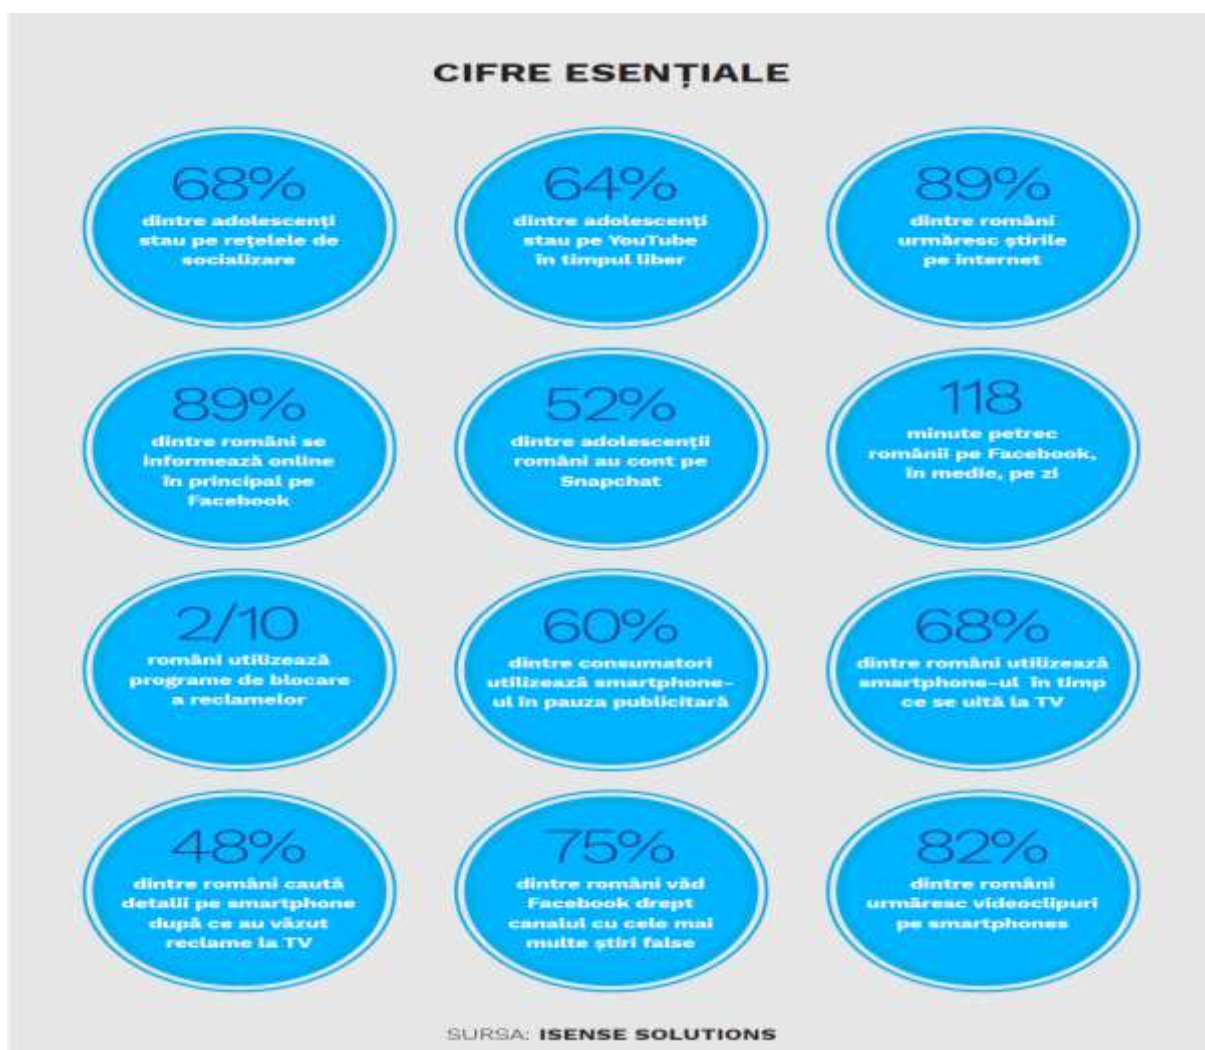 CIFRE ESENȚIALE
68%
dintre adolescenți
stau pe rețelele de
socializare
64%
dintre adolescenți
stau pe YouTube
în timpul liber
89%
dintre români
urmăresc știrile
pe internet
89%
dintre români se
informează online
în principal pe
Facebook
52%
dintre adolescenții
români au cont pe
Snapchat
118
minute petrec
românii pe Facebook,
în medie, pe zi
2/10
români utilizează
programe de blocare
a reclamelor
60%
dintre consumatori
utilizează smartphone-
ul în pauza publicitară
68%
dintre români utilizează
smartphone-ul în timp
ce se uită la TV
48%
dintre români caută
detalii pe smartphone
după ce au văzut
reclame la TV
75%
dintre români văd
Facebook drept
canalul cu cele mai
multe știri false
82%
dintre români
urmăresc videoclipuri
pe smartphones
SURSA: ISENSE SOLUTIONS